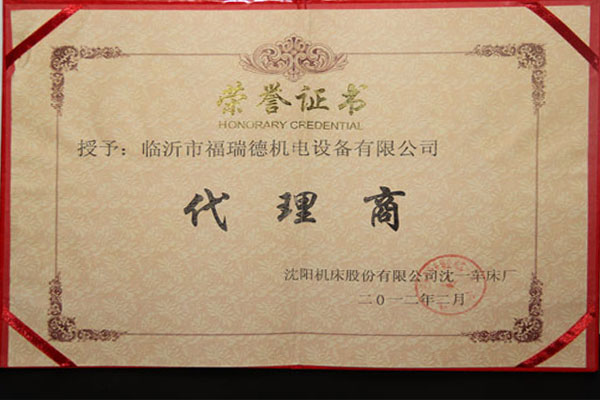 荣誉证书
HONORARY CREDENTIAL
授予：临沂市福瑞德机电设备有限公司
代理商
沈阳机床股份有限公司沈一车床厂
二0一二年二月